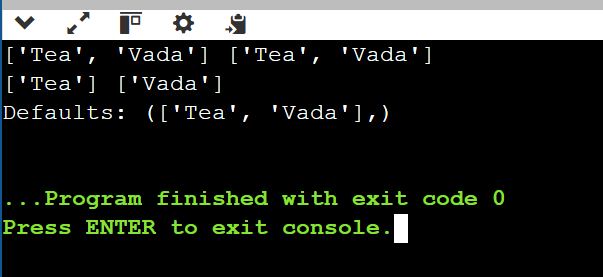 ['Tea', 'Vada'] ['Tea', 'Vada']
['Tea'] ['Vada']
Defaults: (['Tea', 'Vada'],)
...Program finished with exit code 0
Press ENTER to exit console.